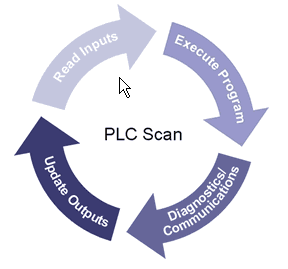 Read Inputs
Execute Program
PLC Scan
Diagnostics/
Communications
Update Outputs